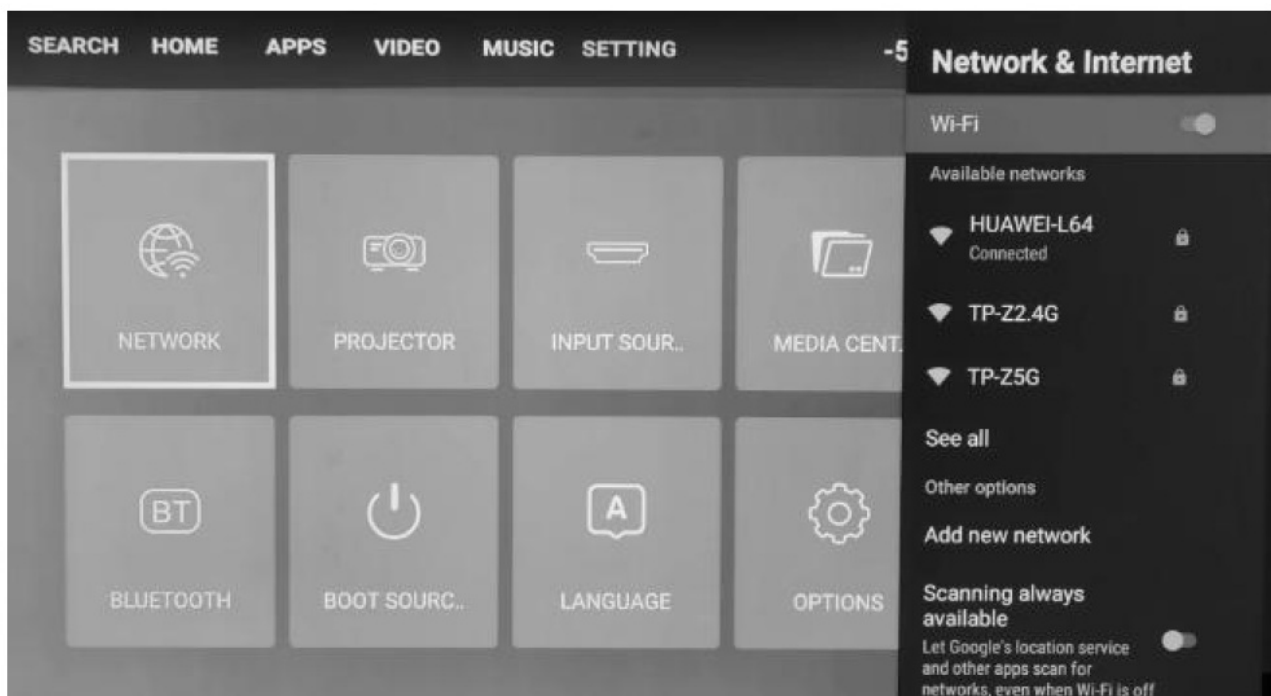 SEARCH HOME APPS VIDEO MUSIC SETTING -5
NETWORK PROJECTOR INPUT SOUR.. MEDIA CENT.
BT A
BLUETOOTH BOOT SOURC.. LANGUAGE OPTIONS
Network & Internet
Wi-Fi
Available networks
HUAWEI-L64
Connected
TP-Z2.4G
TP-Z5G
See all
Other options
Add new network
Scanning always
available
Let Google's location service
and other apps scan for
networks, even when Wi-Fi is off